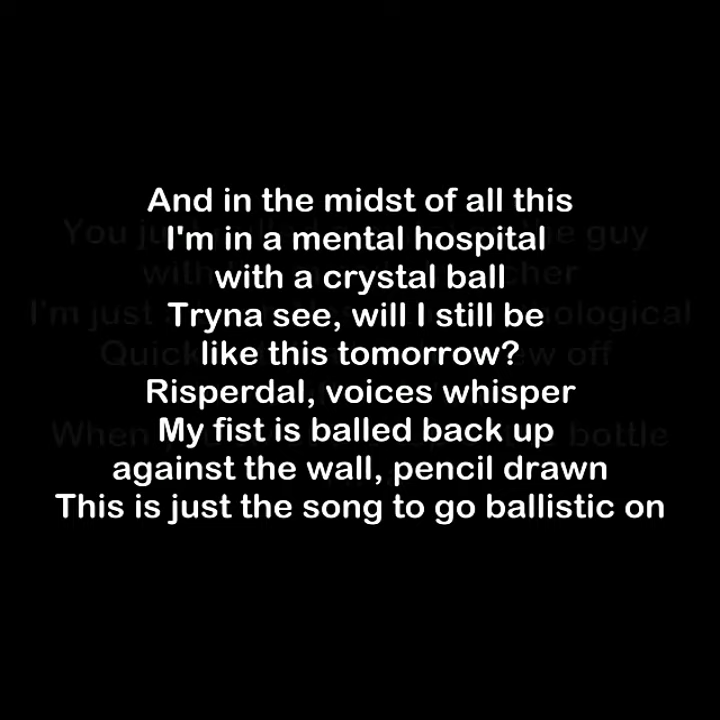 And in the midst of all this
I'm in a mental hospital
with a crystal ball
Tryna see, will I still be
like this tomorrow?
Risperdal, voices whisper
My fist is balled back up
against the wall, pencil drawn
This is just the song to go ballistic on